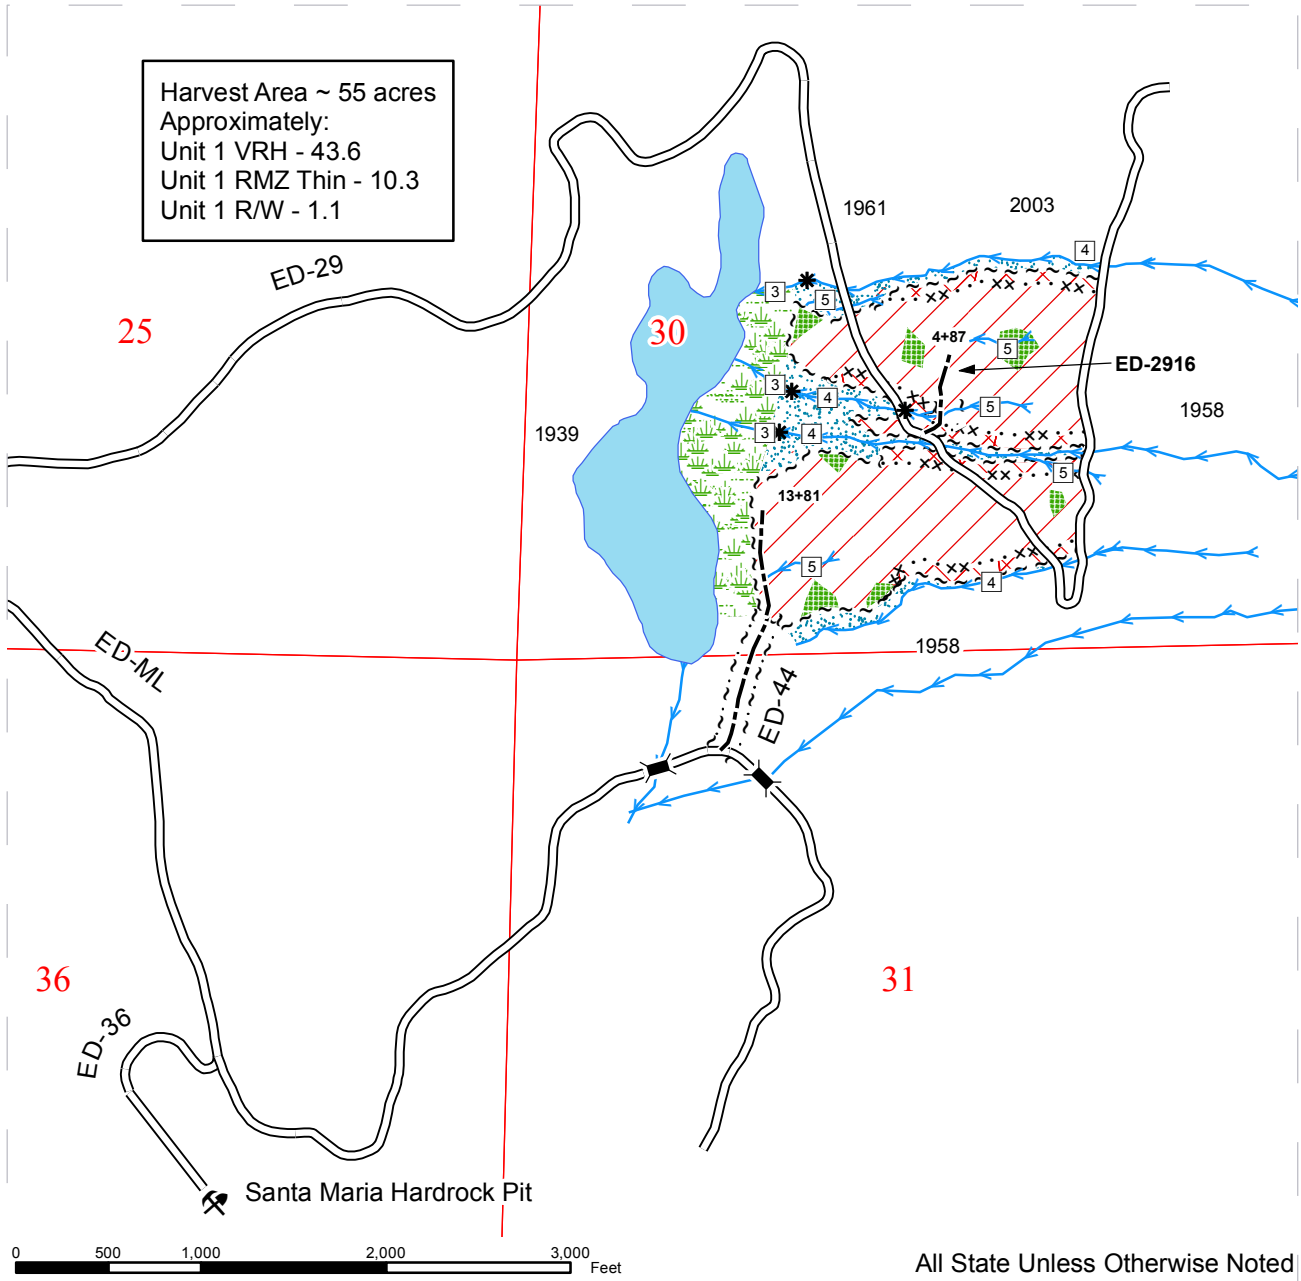 Harvest Area ~ 55 acres
Approximately:
Unit 1 VRH - 43.6
Unit 1 RMZ Thin - 10.3
Unit 1 R/W - 1.1
1961
2003
4
ED-29
3
5
25
30
4+87
5
ED-2916
3
4
5
1958
1939
3
4
5
13+81
5
4
ED-ML
1958
ED-44
36
31
ED-36
Santa Maria Hardrock Pit
0 500 1,000 2,000 3,000
Feet
All State Unless Otherwise Noted